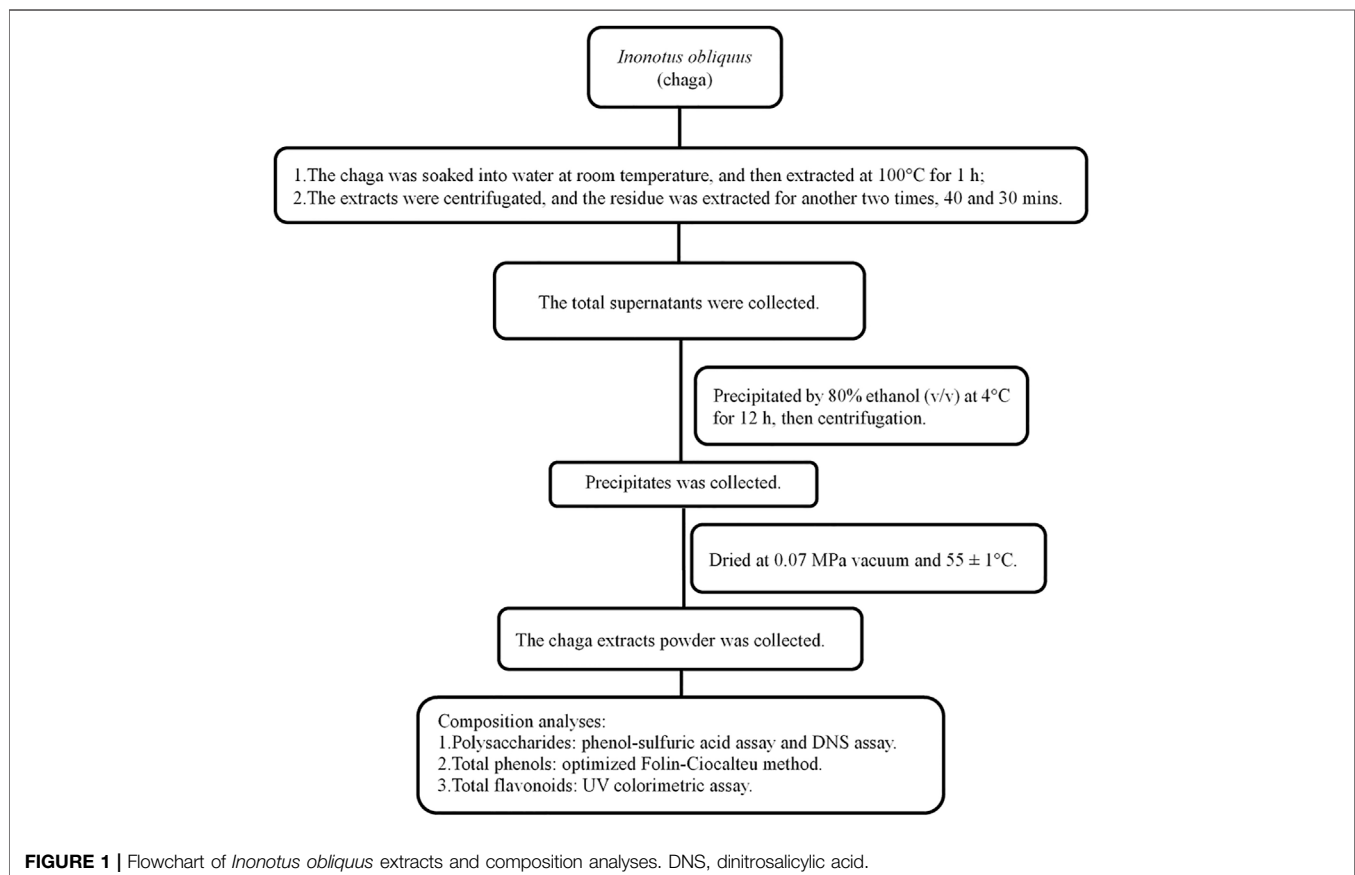 Inonotus obliquus
(chaga)
1.The chaga was soaked into water at room temperature, and then extracted at 100°C for 1 h;
2.The extracts were centrifugated, and the residue was extracted for another two times, 40 and 30 mins.
The total supernatants were collected.
Precipitated by 80% ethanol (v/v) at 4°C
for 12 h, then centrifugation.
Precipitates was collected.
Dried at 0.07 MPa vacuum and 55 ± 1°C.
The chaga extracts powder was collected.
Composition analyses:
1.Polysaccharides: phenol-sulfuric acid assay and DNS assay.
2.Total phenols: optimized Folin-Ciocalteu method.
3.Total flavonoids: UV colorimetric assay.
FIGURE 1 | Flowchart of Inonotus obliquus extracts and composition analyses. DNS, dinitrosalicylic acid.